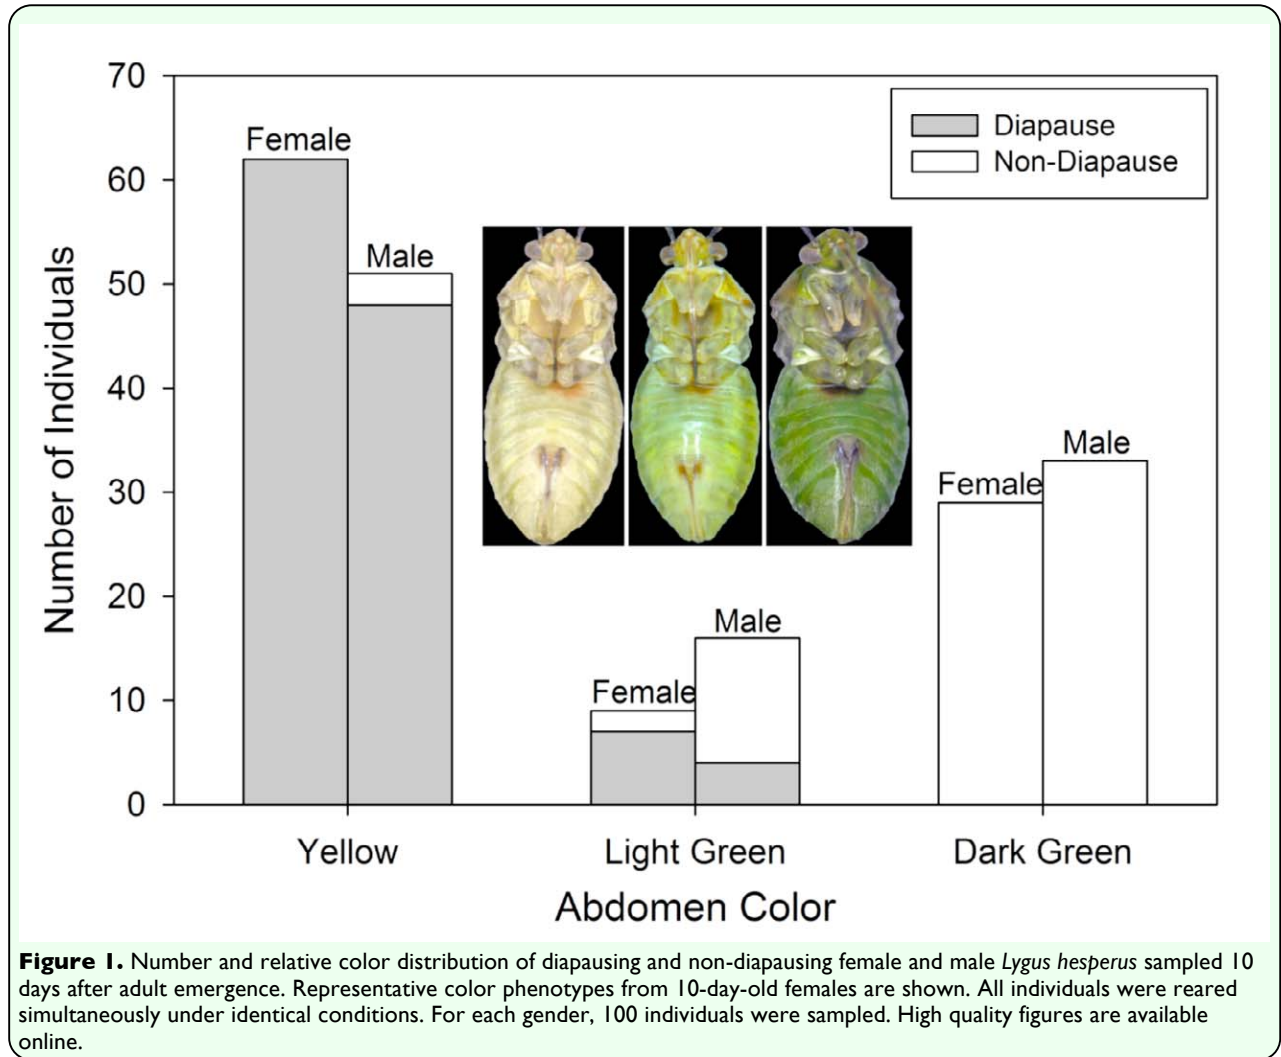 70
60
50
40
30
20
10
0
Number of Individuals
Female
Male
Female
Male
Female
Male
Diapause
Non-Diapause
Yellow
Light Green
Dark Green
Abdomen Color
Figure 1. Number and relative color distribution of diapausing and non-diapausing female and male Lygus hesperus sampled 10
days after adult emergence. Representative color phenotypes from 10-day-old females are shown. All individuals were reared
simultaneously under identical conditions. For each gender, 100 individuals were sampled. High quality figures are available
online.